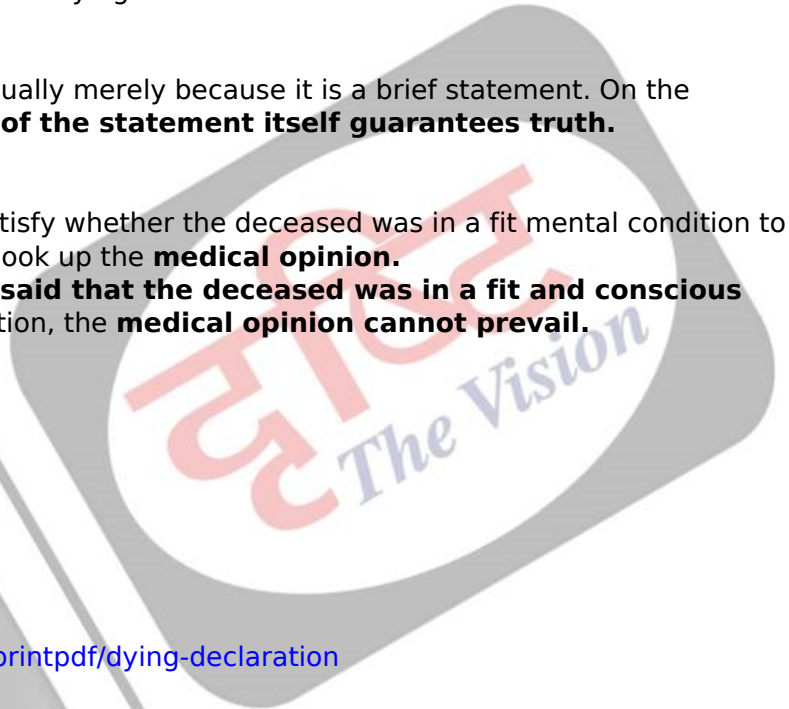 ually merely because it is a brief statement. On the
of the statement itself guarantees truth.
tisfy whether the deceased was in a fit mental condition to
ook up the medical opinion.
said that the deceased was in a fit and conscious
tion, the medical opinion cannot prevail.
दृष्टि
The Vision
printpdf/dying-declaration